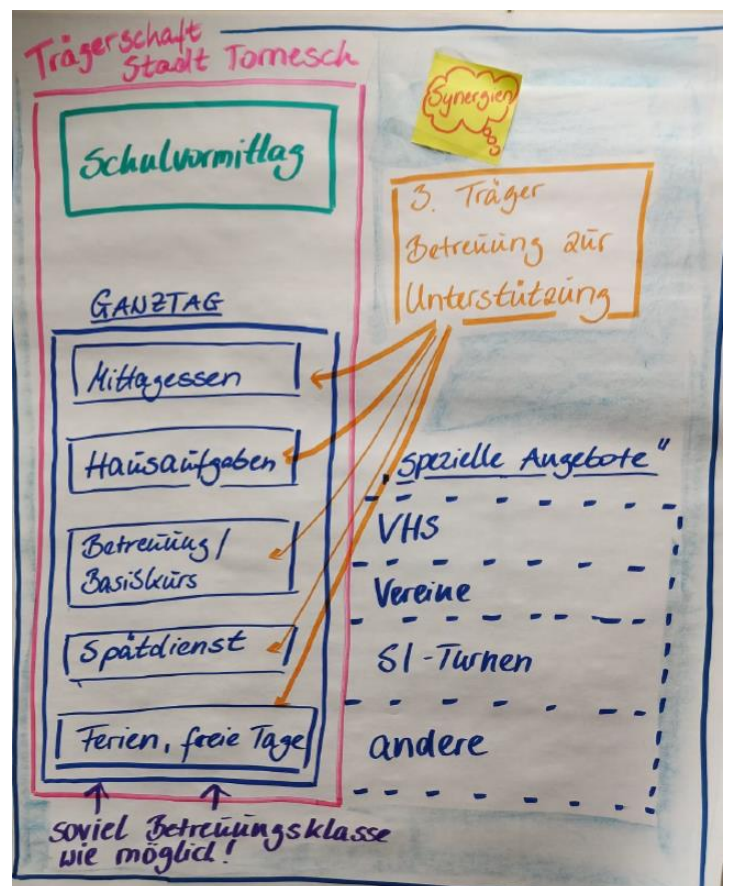 Trägerschaft
Stadt Tornesch
Synergien
Schulvormittag
3. Träger
Betreuung zur
Unterstützung
GANZTAG
Mittagessen
Hausaufgaben
Betreuung /
Basiskurs
Spätdienst
Ferien, freie Tage
„spezielle Angebote"
VHS
Vereine
SI-Turnen
andere
soviel Betreuungsklasse
wie möglich!